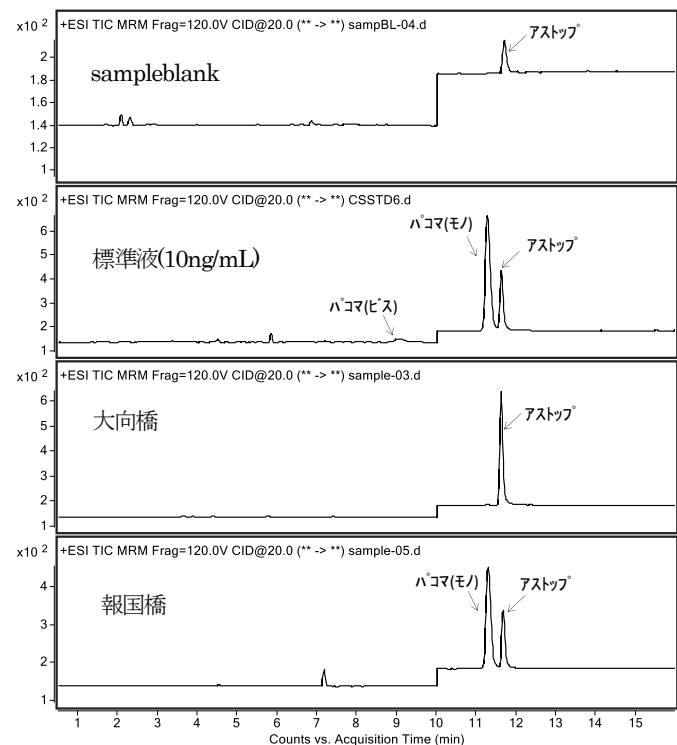 x10 2
+ESI TIC MRM Frag=120.0V CID@20.0 (** -> **) sampBL-04.d
アストップ
2
sampleblank
1.8
1.6
1.4
1.2
1
x10 2
+ESI TIC MRM Frag=120.0V CID@20.0 (** -> **) CSSTD6.d
パコマ(モノ)
6
アストップ
標準液(10ng/mL)
5
4
パコマ(ビス)
3
2
1
x10 2
+ESI TIC MRM Frag=120.0V CID@20.0 (** -> **) sample-03.d
6
大向橋
アストップ
5
4
3
2
1
x10 2
+ESI TIC MRM Frag=120.0V CID@20.0 (** -> **) sample-05.d
パコマ(モノ)
アストップ
4
報国橋
3
2
1
1 2 3 4 5 6 7 8 9 10 11 12 13 14 15
Counts vs. Acquisition Time (min)